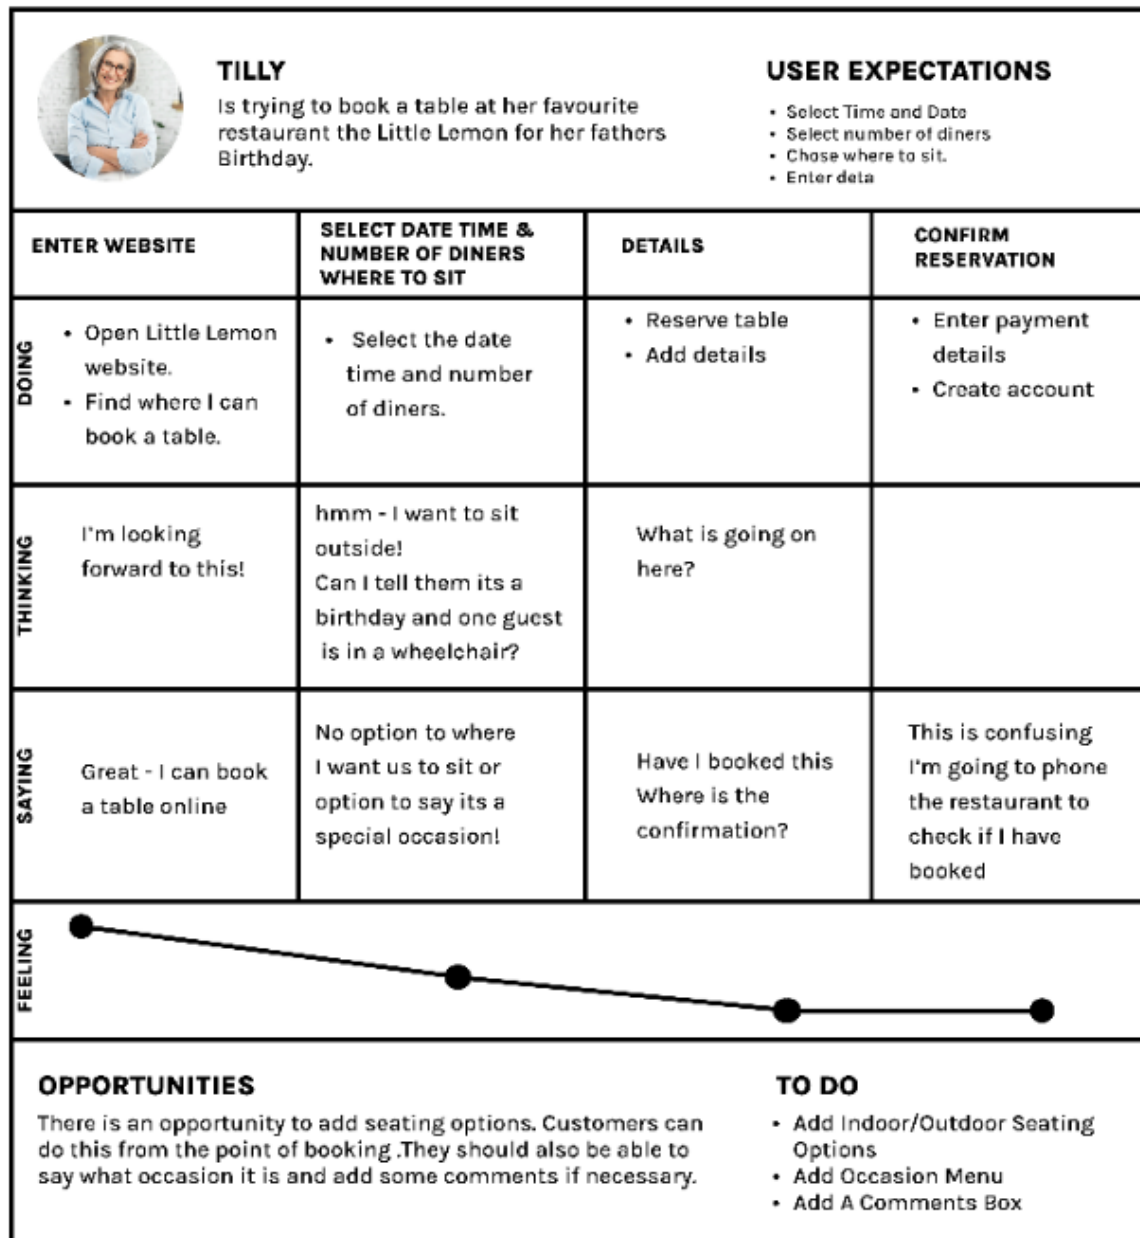 TILLY
Is trying to book a table at her favourite
restaurant the Little Lemon for her fathers
Birthday.
USER EXPECTATIONS
• Select Time and Date
• Select number of diners
• Chose where to sit.
• Enter deta
ENTER WEBSITE
SELECT DATE TIME &
NUMBER OF DINERS
WHERE TO SIT
DETAILS
CONFIRM
RESERVATION
DOING
• Open Little Lemon
website.
• Find where I can
book a table.
• Select the date
time and number
of diners.
• Reserve table
• Add details
• Enter payment
details
• Create account
THINKING
I'm looking
forward to this!
hmm - I want to sit
outside!
Can I tell them its a
birthday and one guest
is in a wheelchair?
What is going on
here?
SAYING
Great - I can book
a table online
No option to where
I want us to sit or
option to say its a
special occasion!
Have I booked this
Where is the
confirmation?
This is confusing
I'm going to phone
the restaurant to
check if I have
booked
FEELING
OPPORTUNITIES
There is an opportunity to add seating options. Customers can
do this from the point of booking .They should also be able to
say what occasion it is and add some comments if necessary.
TO DO
• Add Indoor/Outdoor Seating
Options
• Add Occasion Menu
• Add A Comments Box